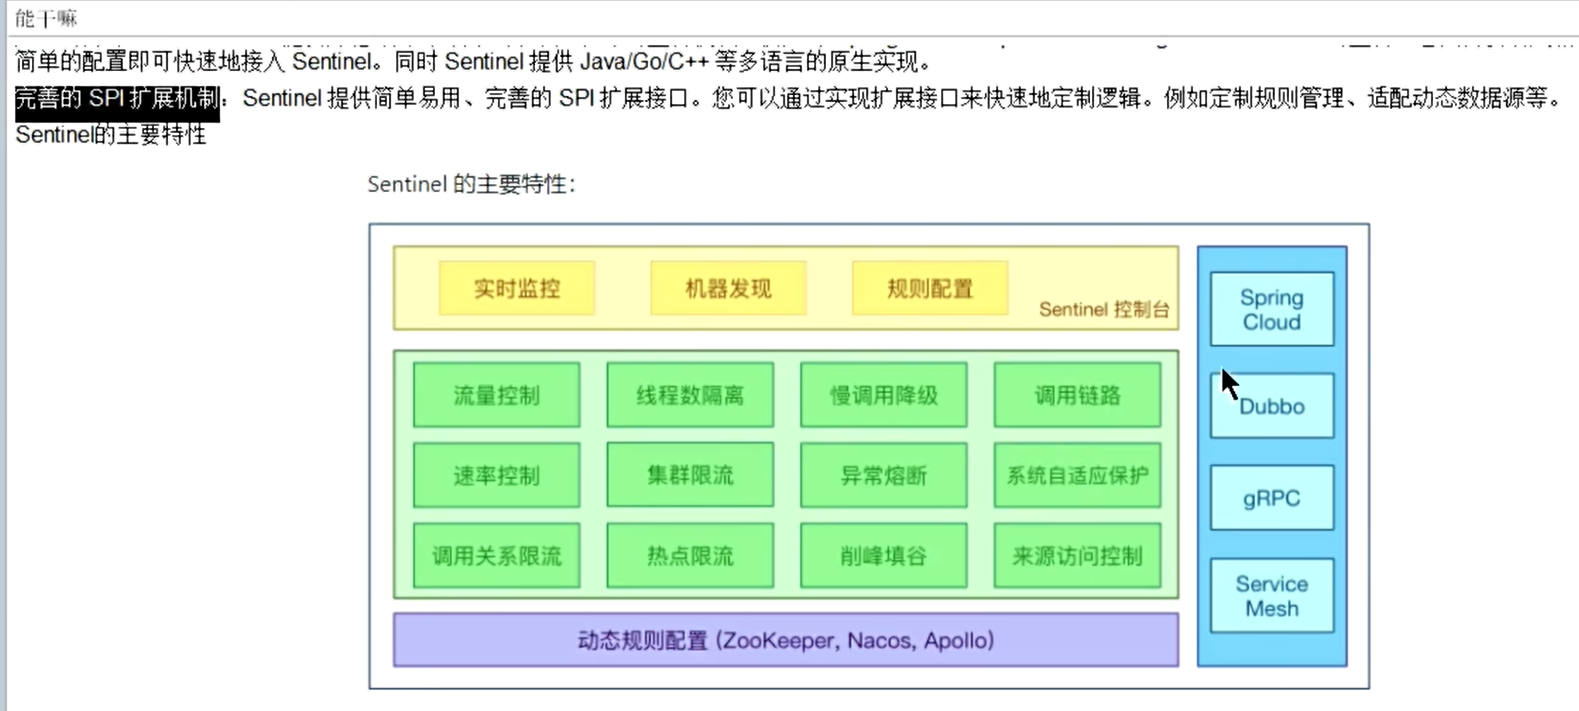 能干嘛
简单的配置即可快速地接入 Sentinel。同时 Sentinel 提供 Java/Go/C++ 等多语言的原生实现。
完善的 SPI 扩展机制：Sentinel 提供简单易用、完善的 SPI 扩展接口。您可以通过实现扩展接口来快速地定制逻辑。例如定制规则管理、适配动态数据源等。
Sentinel的主要特性
Sentinel 的主要特性：
实时监控 机器发现 规则配置
Sentinel 控制台
流量控制 线程数隔离 慢调用降级 调用链路
速率控制 集群限流 异常熔断 系统自适应保护
调用关系限流 热点限流 削峰填谷 来源访问控制
动态规则配置 (ZooKeeper, Nacos, Apollo)
Spring
Cloud
Dubbo
gRPC
Service
Mesh